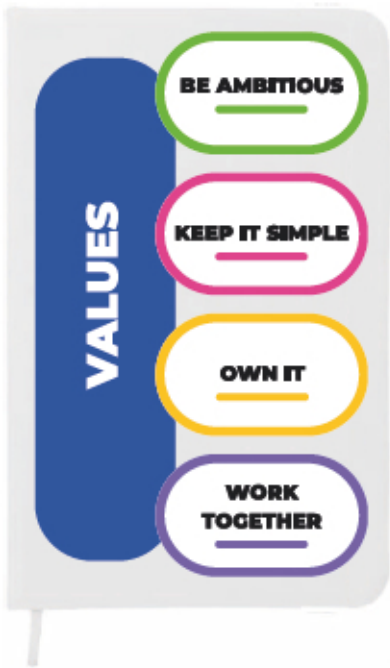 VALUES
BE AMBITIOUS
KEEP IT SIMPLE
OWN IT
WORK
TOGETHER